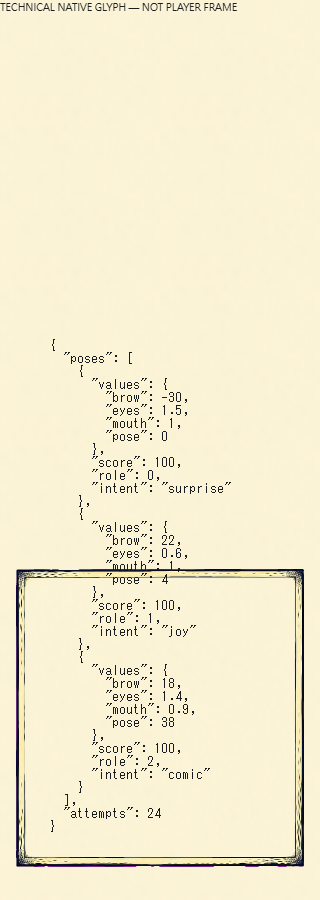 TECHNICAL NATIVE GLYPH — NOT PLAYER FRAME
{
"poses": [
{
"values": {
"brow": -30,
"eyes": 1.5,
"mouth": 1,
"pose": 0
},
"score": 100,
"role": 0,
"intent": "surprise"
},
{
"values": {
"brow": 22,
"eyes": 0.6,
"mouth": 1,
"pose": 4
},
"score": 100,
"role": 1,
"intent": "joy"
},
{
"values": {
"brow": 18,
"eyes": 1.4,
"mouth": 0.9,
"pose": 38
},
"score": 100,
"role": 2,
"intent": "comic"
}
],
"attempts": 24
}